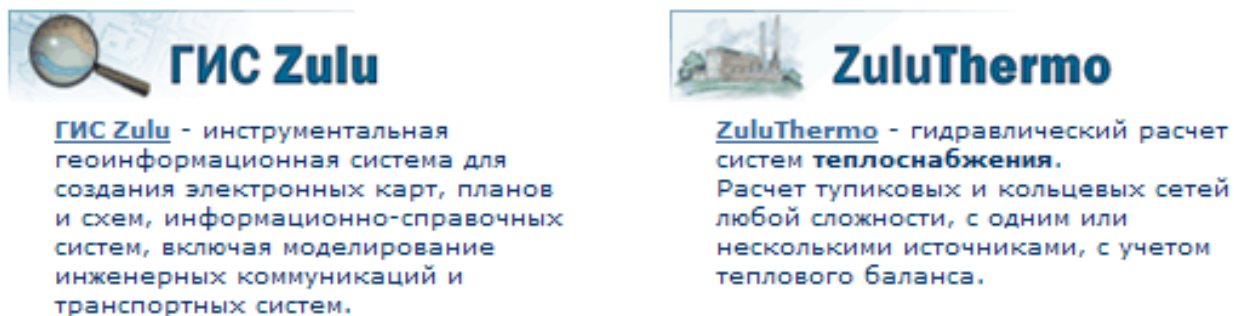 ГИС Zulu
ГИС Zulu - инструментальная
геоинформационная система для
создания электронных карт, планов
и схем, информационно-справочных
систем, включая моделирование
инженерных коммуникаций и
транспортных систем.
ZuluThermo
ZuluThermo - гидравлический расчет
систем теплоснабжения.
Расчет тупиковых и кольцевых сетей
любой сложности, с одним или
несколькими источниками, с учетом
теплового баланса.